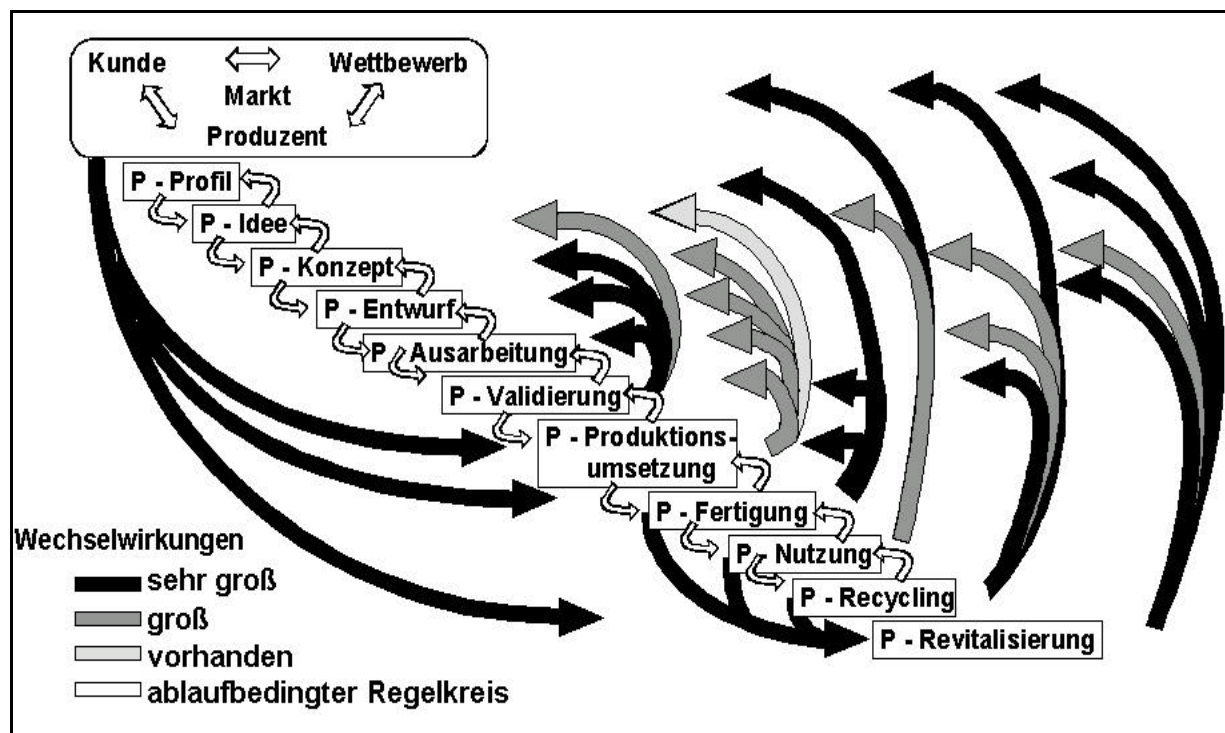 Kunde Wettbewerb
Markt
Produzent
P - Profil
P - Idee
P - Konzept
P - Entwurf
P - Ausarbeitung
P - Validierung
P - Produktions-
umsetzung
P - Fertigung
P - Nutzung
P - Recycling
P - Revitalisierung
Wechselwirkungen
sehr groß
groß
vorhanden
ablaufbedingter Regelkreis